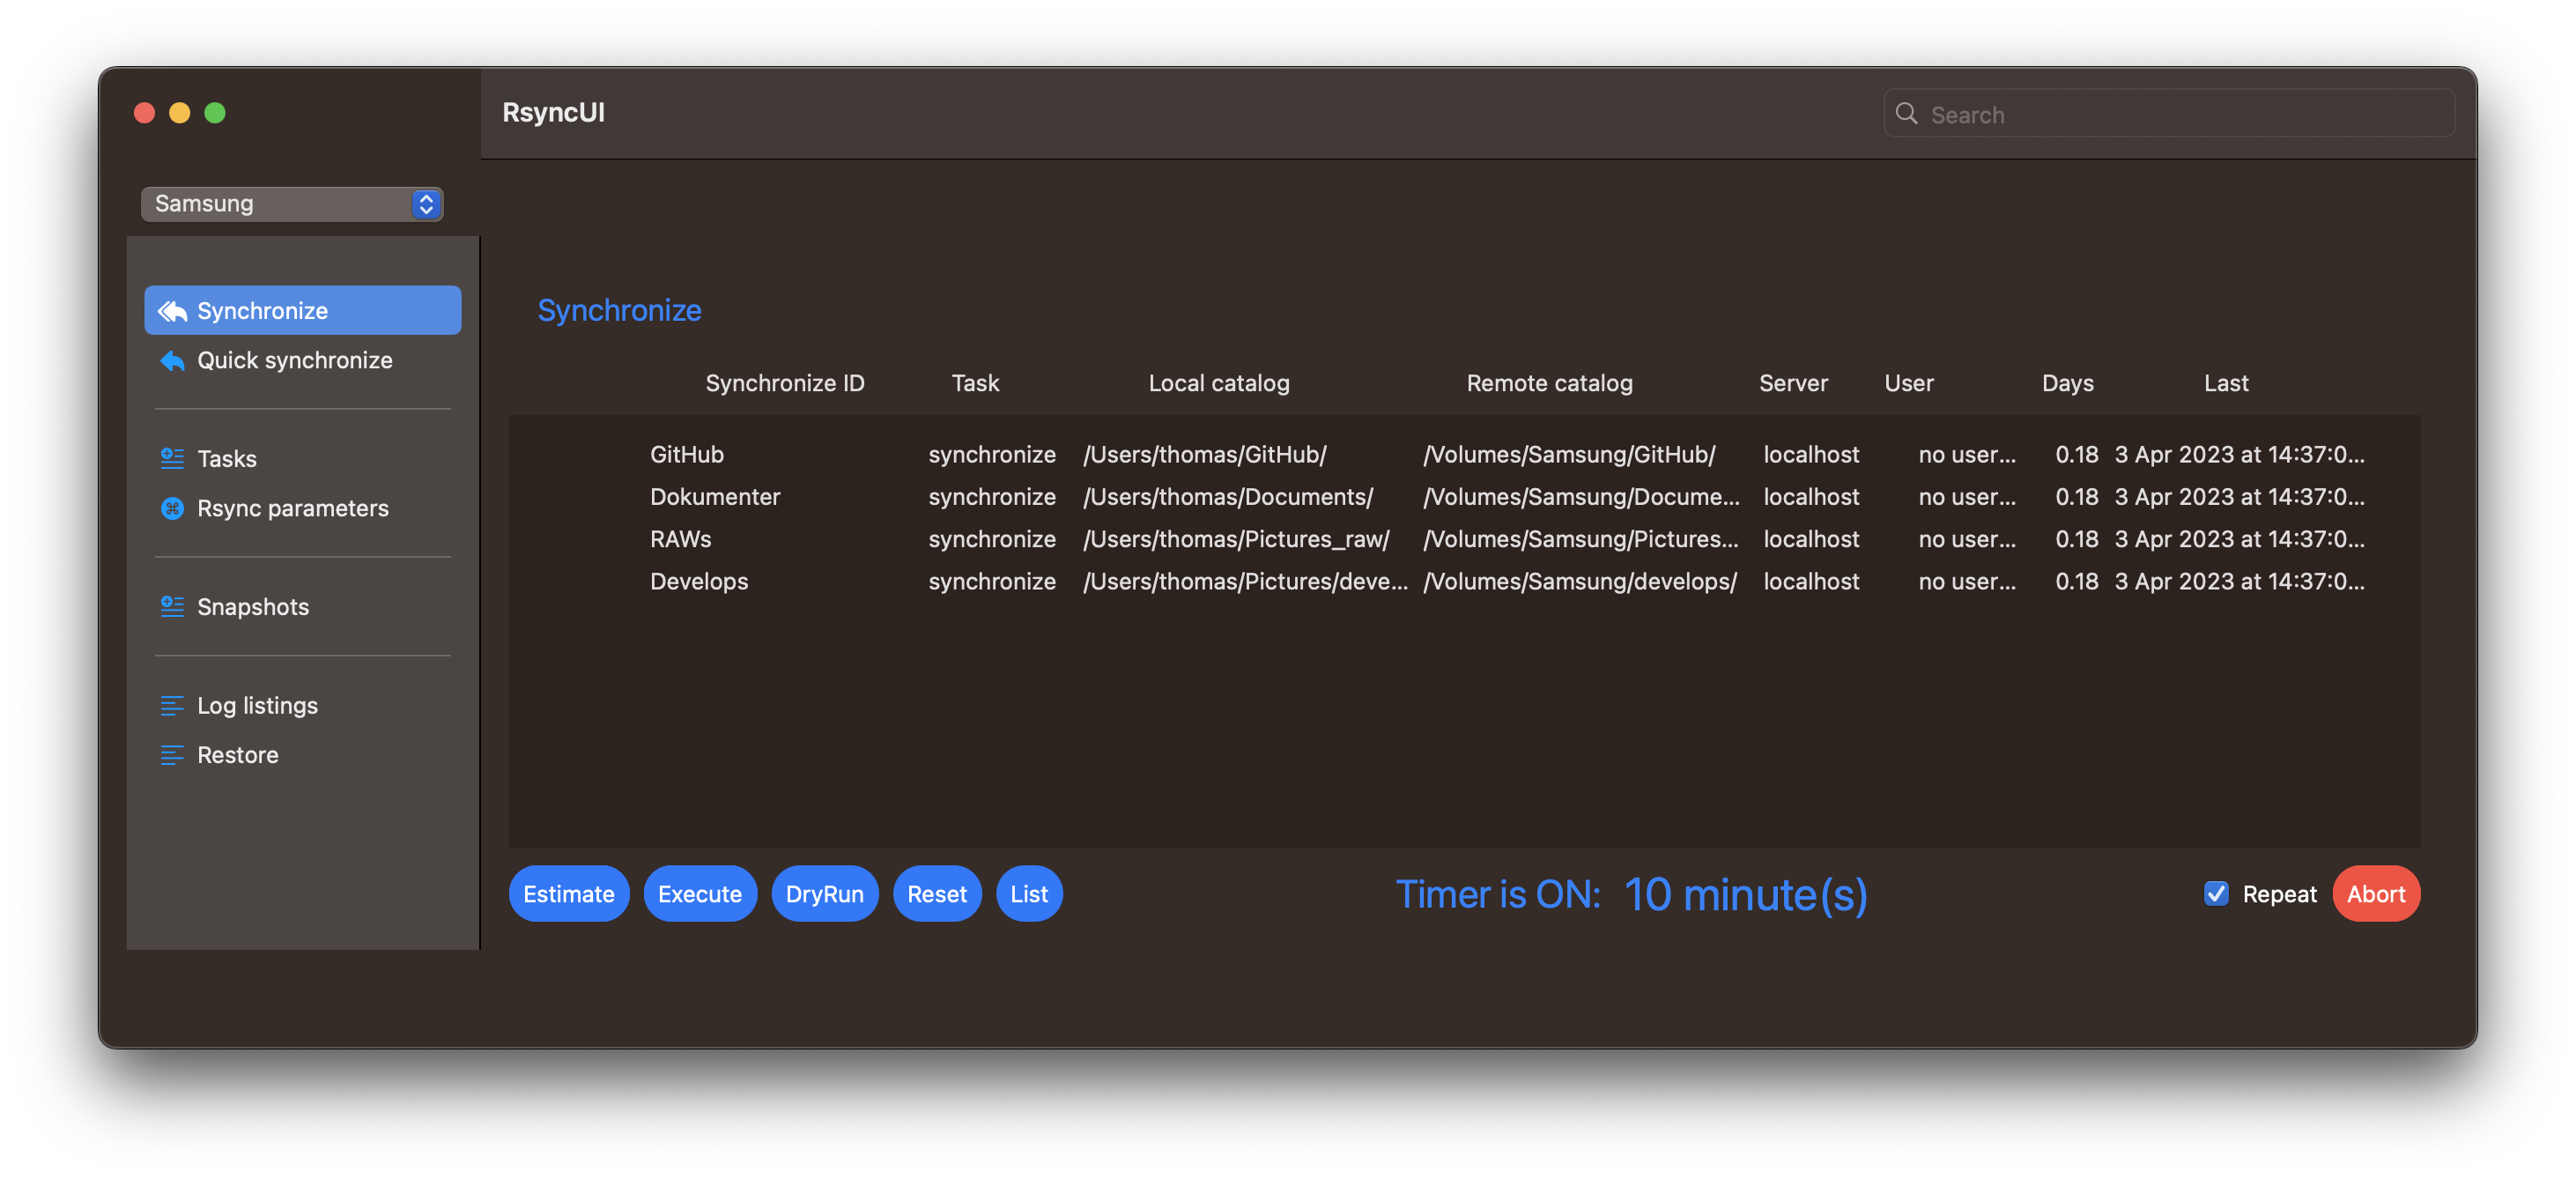 RsyncUI
Search
Samsung
Synchronize
Quick synchronize
Tasks
Rsync parameters
Snapshots
Log listings
Restore
Synchronize
Synchronize ID Task Local catalog Remote catalog Server User Days Last
GitHub synchronize /Users/thomas/GitHub/ /Volumes/Samsung/GitHub/ localhost no user... 0.18 3 Apr 2023 at 14:37:0...
Dokumenter synchronize /Users/thomas/Documents/ /Volumes/Samsung/Docume... localhost no user... 0.18 3 Apr 2023 at 14:37:0...
RAWs synchronize /Users/thomas/Pictures_raw/ /Volumes/Samsung/Pictures... localhost no user... 0.18 3 Apr 2023 at 14:37:0...
Develops synchronize /Users/thomas/Pictures/deve... /Volumes/Samsung/develops/ localhost no user... 0.18 3 Apr 2023 at 14:37:0...
Estimate Execute DryRun Reset List Timer is ON: 10 minute(s) Repeat Abort